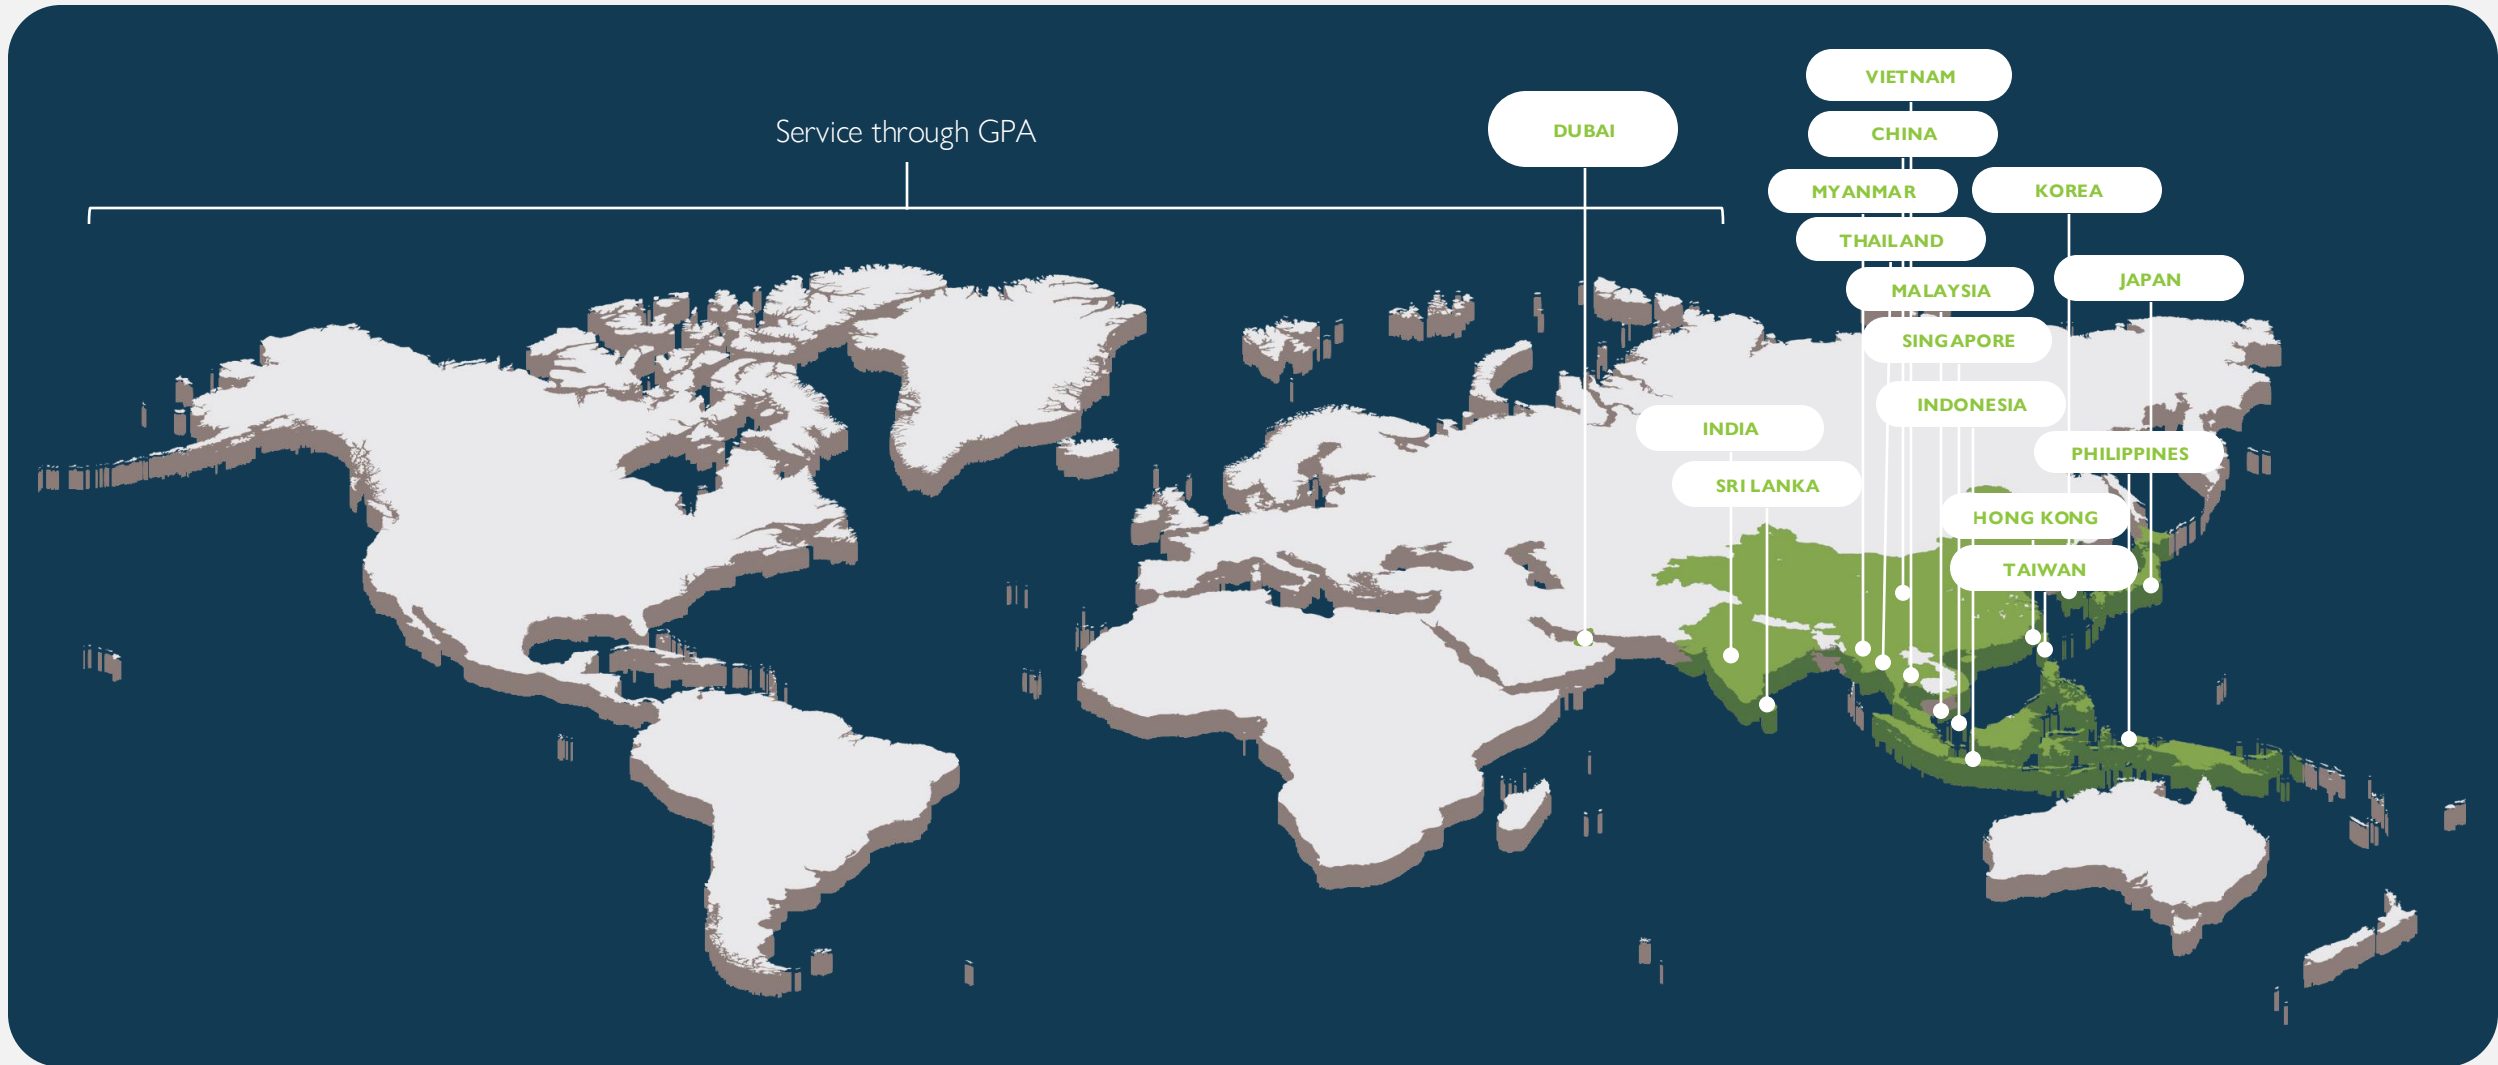 Service through GPA
DUBAI
VIETNAM
CHINA
MYANMAR
KOREA
THAILAND
JAPAN
MALAYSIA
SINGAPORE
INDONESIA
INDIA
PHILIPPINES
SRI LANKA
HONG KONG
TAIWAN